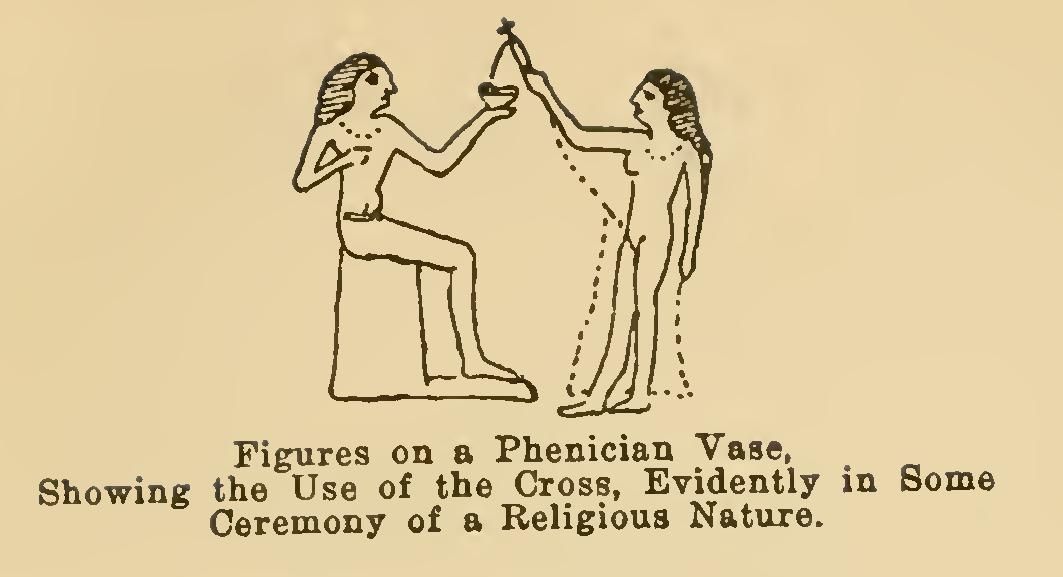 Figures on a Phenician Vase,
Showing the Use of the Cross, Evidently in Some
Ceremony of a Religious Nature.